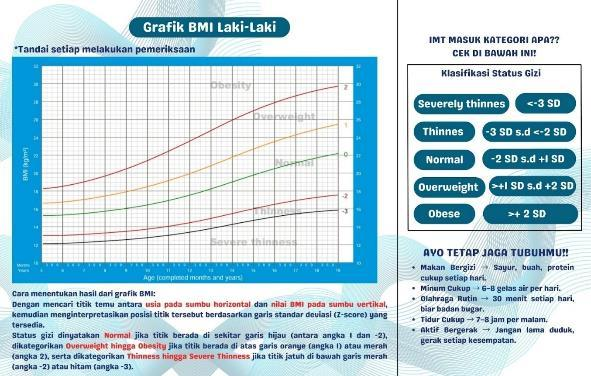 Grafik BMI Laki-Laki
*Tandai setiap melakukan pemeriksaan
Obesity
Overweight
Normal
Thinness
Severe thinness
2
1
0
-2
-3
BMI (kg/m²)
Age (completed months and years)
Cara menentukan hasil dari grafik BMI:
Dengan mencari titik temu antara usia pada sumbu horizontal dan nilai BMI pada sumbu vertikal,
kemudian menginterpretasikan posisi titik tersebut berdasarkan garis standar deviasi (Z-score) yang
tersedia.
Status gizi dinyatakan Normal jika titik berada di sekitar garis hijau (antara angka 1 dan -2),
dikategorikan Overweight hingga Obesity jika titik berada di atas garis oranye (angka 1) atau merah
(angka 2), serta dikategorikan Thinness hingga Severe Thinness jika titik jatuh di bawah garis merah
(angka -2) atau hitam (angka -3).
IMT MASUK KATEGORI APA??
CEK DI BAWAH INI!
Klasifikasi Status Gizi
Severely thinnes <-3 SD
Thinnes -3 SD s.d <-2 SD
Normal -2 SD s.d +1 SD
Overweight >+1 SD s.d +2 SD
Obese >+ 2 SD
AYO TETAP JAGA TUBUHMU!!
• Makan Bergizi → Sayur, buah, protein
cukup setiap hari.
• Minum Cukup → 6-8 gelas air per hari.
• Olahraga Rutin → 30 menit setiap hari,
biar badan bugar.
• Tidur Cukup → 7-8 jam per malam.
• Aktif Bergerak → Jangan lama duduk,
gerak setiap kesempatan.